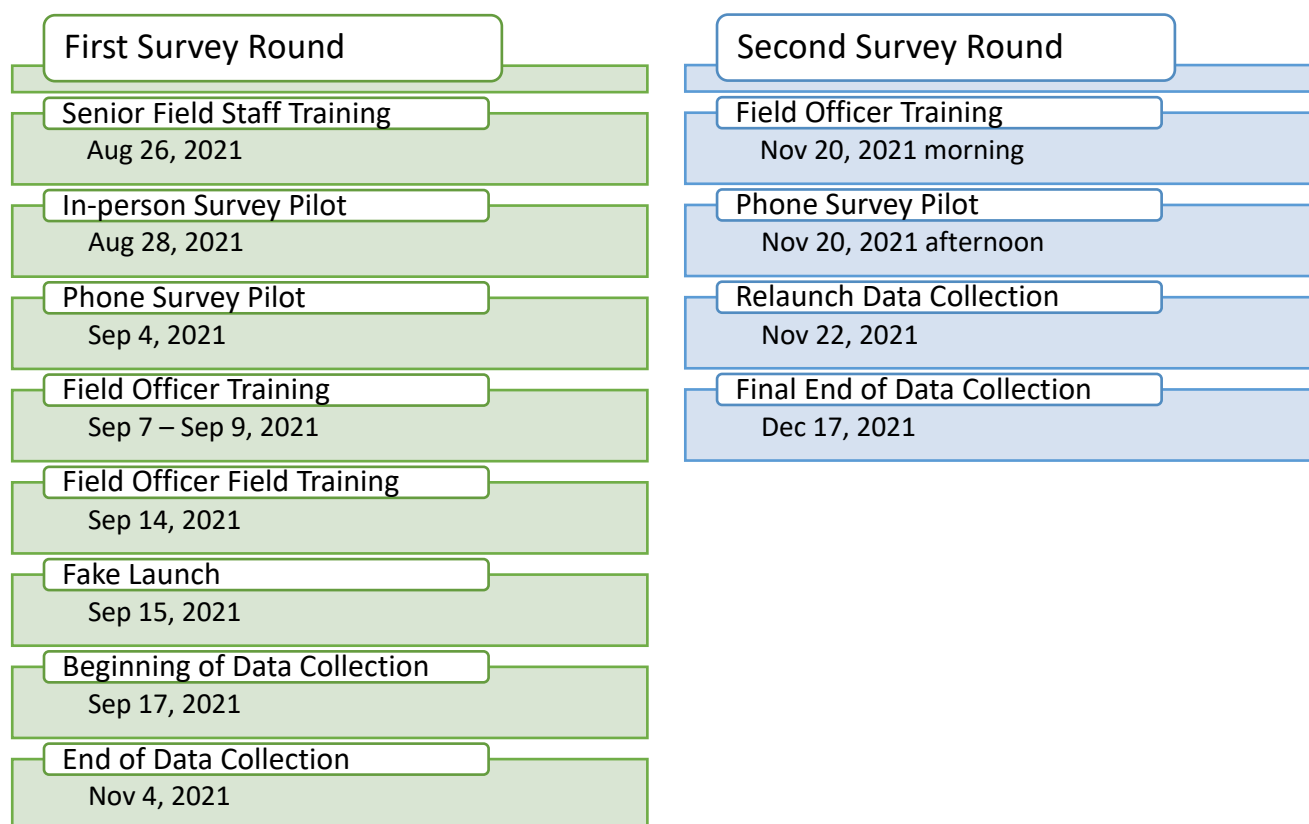 First Survey Round
Senior Field Staff Training
Aug 26, 2021
In-person Survey Pilot
Aug 28, 2021
Phone Survey Pilot
Sep 4, 2021
Field Officer Training
Sep 7 – Sep 9, 2021
Field Officer Field Training
Sep 14, 2021
Fake Launch
Sep 15, 2021
Beginning of Data Collection
Sep 17, 2021
End of Data Collection
Nov 4, 2021
Second Survey Round
Field Officer Training
Nov 20, 2021 morning
Phone Survey Pilot
Nov 20, 2021 afternoon
Relaunch Data Collection
Nov 22, 2021
Final End of Data Collection
Dec 17, 2021